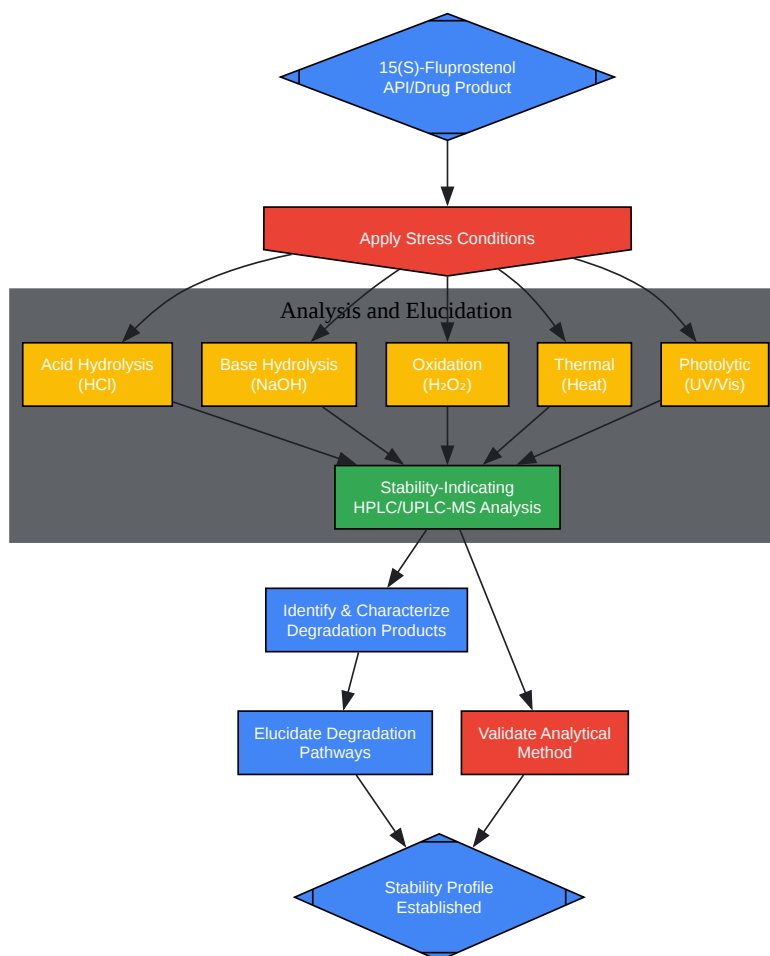 15(S)-Fluprostenol
API/Drug Product
Apply Stress Conditions
Analysis and Elucidation
Acid Hydrolysis
(HCl)
Base Hydrolysis
(NaOH)
Oxidation
(H₂O₂)
Thermal
(Heat)
Photolytic
(UV/Vis)
Stability-Indicating
HPLC/UPLC-MS Analysis
Identify & Characterize
Degradation Products
Elucidate Degradation
Pathways
Validate Analytical
Method
Stability Profile
Established